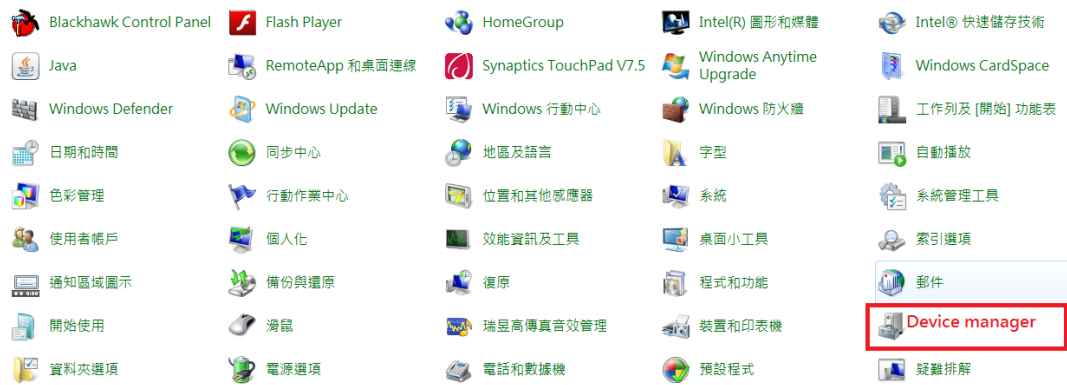 Blackhawk Control Panel
Flash Player
HomeGroup
Intel(R) 圖形和媒體
Intel® 快速儲存技術
Java
RemoteApp 和桌面連線
Synaptics TouchPad V7.5
Windows Anytime
Upgrade
Windows CardSpace
Windows Defender
Windows Update
Windows 行動中心
Windows 防火牆
工作列及 [開始] 功能表
日期和時間
同步中心
地區及語言
字型
自動播放
色彩管理
行動作業中心
位置和其他感應器
系統
系統管理工具
使用者帳戶
個人化
效能資訊及工具
桌面小工具
索引選項
通知區域圖示
備份與還原
復原
程式和功能
郵件
開始使用
滑鼠
瑞昱高傳真音效管理
裝置和印表機
Device manager
資料夾選項
電源選項
電話和數據機
預設程式
疑難排解